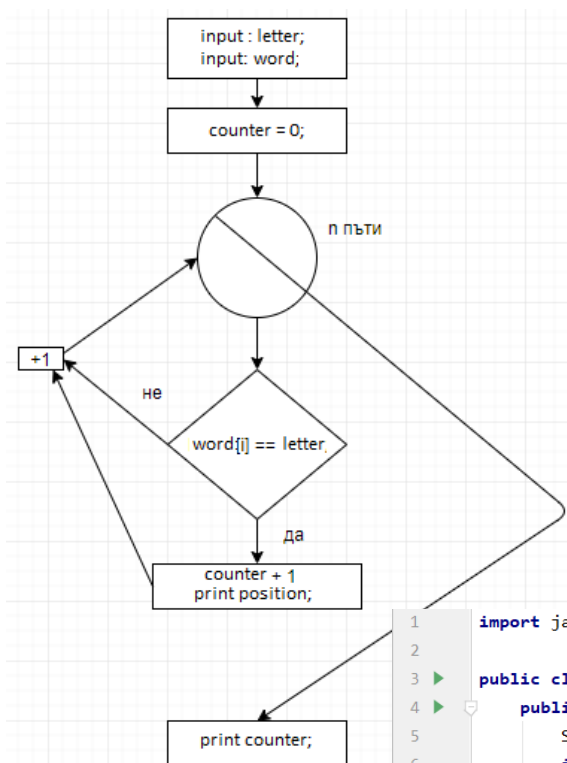 input : letter;
input: word;
counter = 0;
n пъти
+1
не
word[i] == letter
да
counter + 1
print position;
1 import ja
2
3 public cl
4 publi
5 S
6
print counter;